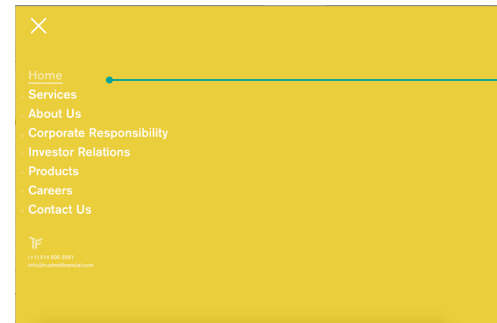 Home
Services
About Us
Corporate Responsibility
Investor Relations
Products
Careers
Contact Us